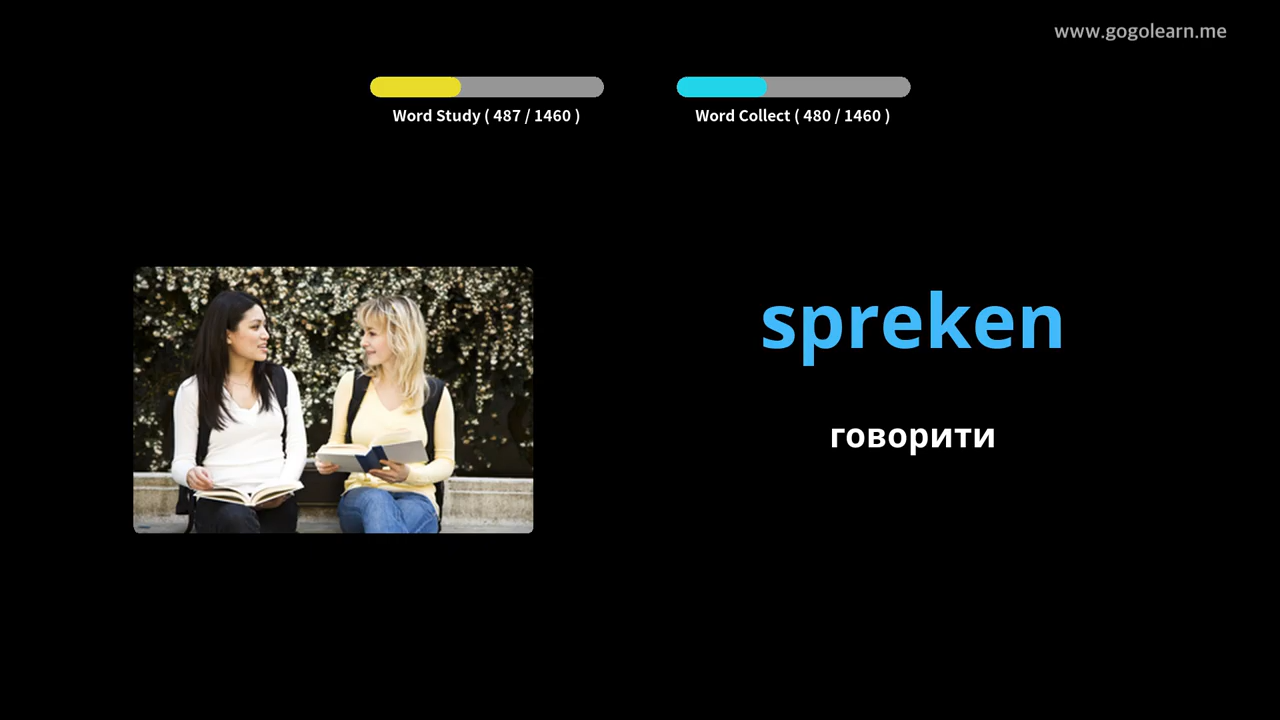 www.gogolearn.me
Word Study ( 487 / 1460 )
Word Collect ( 480 / 1460 )
spreken
говорити